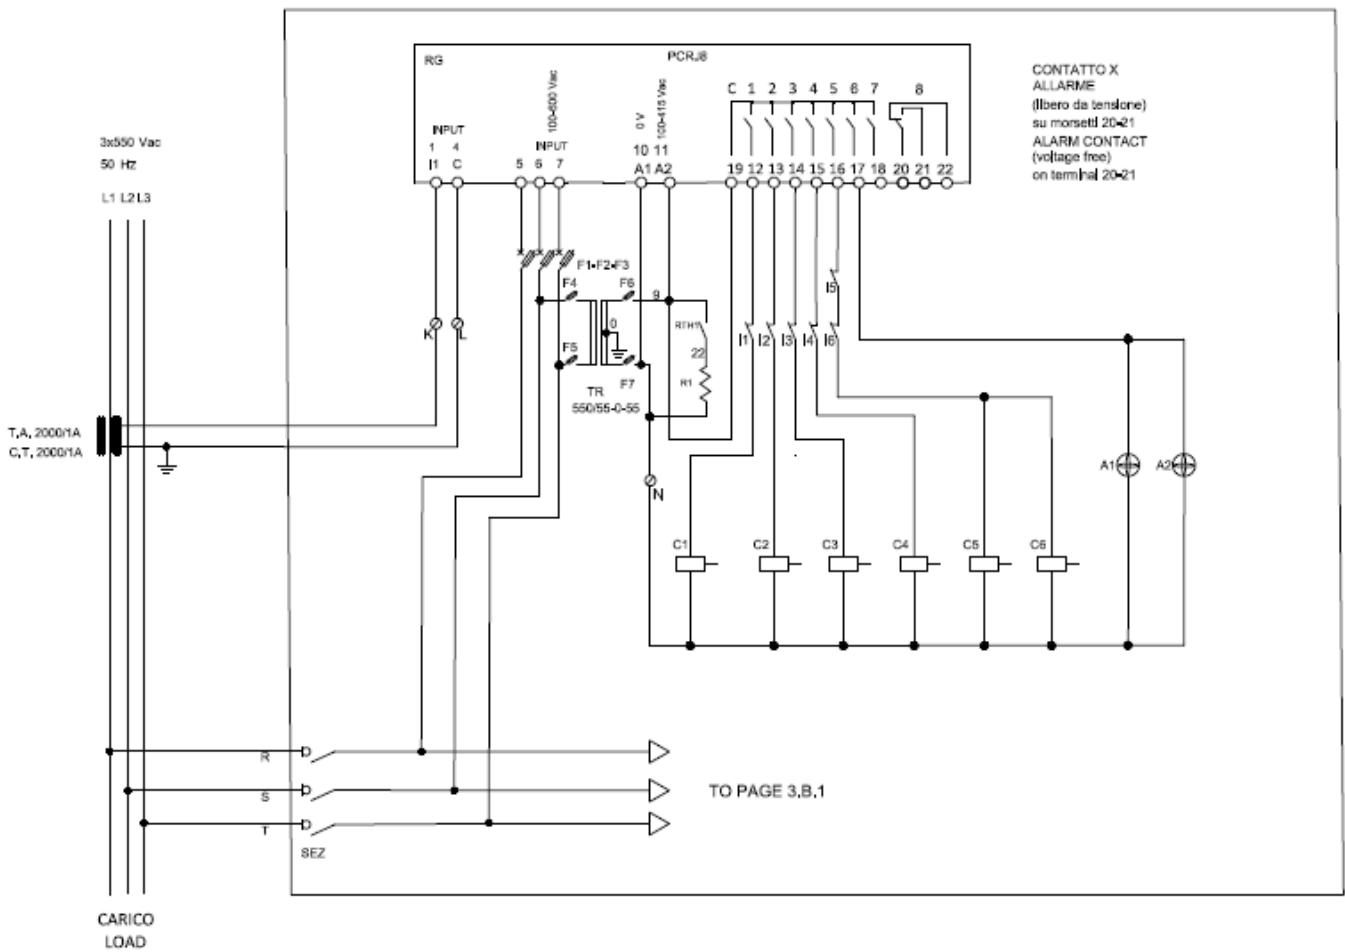 RG
PCRJ8
100-600 Vac
0 V
100-415 Vac
C 1 2 3 4 5 6 7 8
INPUT
1 4
I1 C
INPUT
5 6 7
10 11
A1 A2
19 12 13 14 15 16 17 18 20 21 22
CONTATTO X
ALLARME
(libero da tensione)
su morsetti 20-21
ALARM CONTACT
(voltage free)
on terminal 20-21
3x550 Vac
50 Hz
L1 L2 L3
F1-F2-F3
F4 F6
9
0
F5 F7
TR
550/55-0-55
RTH1
22
R1
K L
I5
I1 I2 I3 I4 I6
T.A. 2000/1A
C.T. 2000/1A
N
A1 A2
C1 C2 C3 C4 C5 C6
R
S
T
SEZ
TO PAGE 3.B.1
CARICO
LOAD